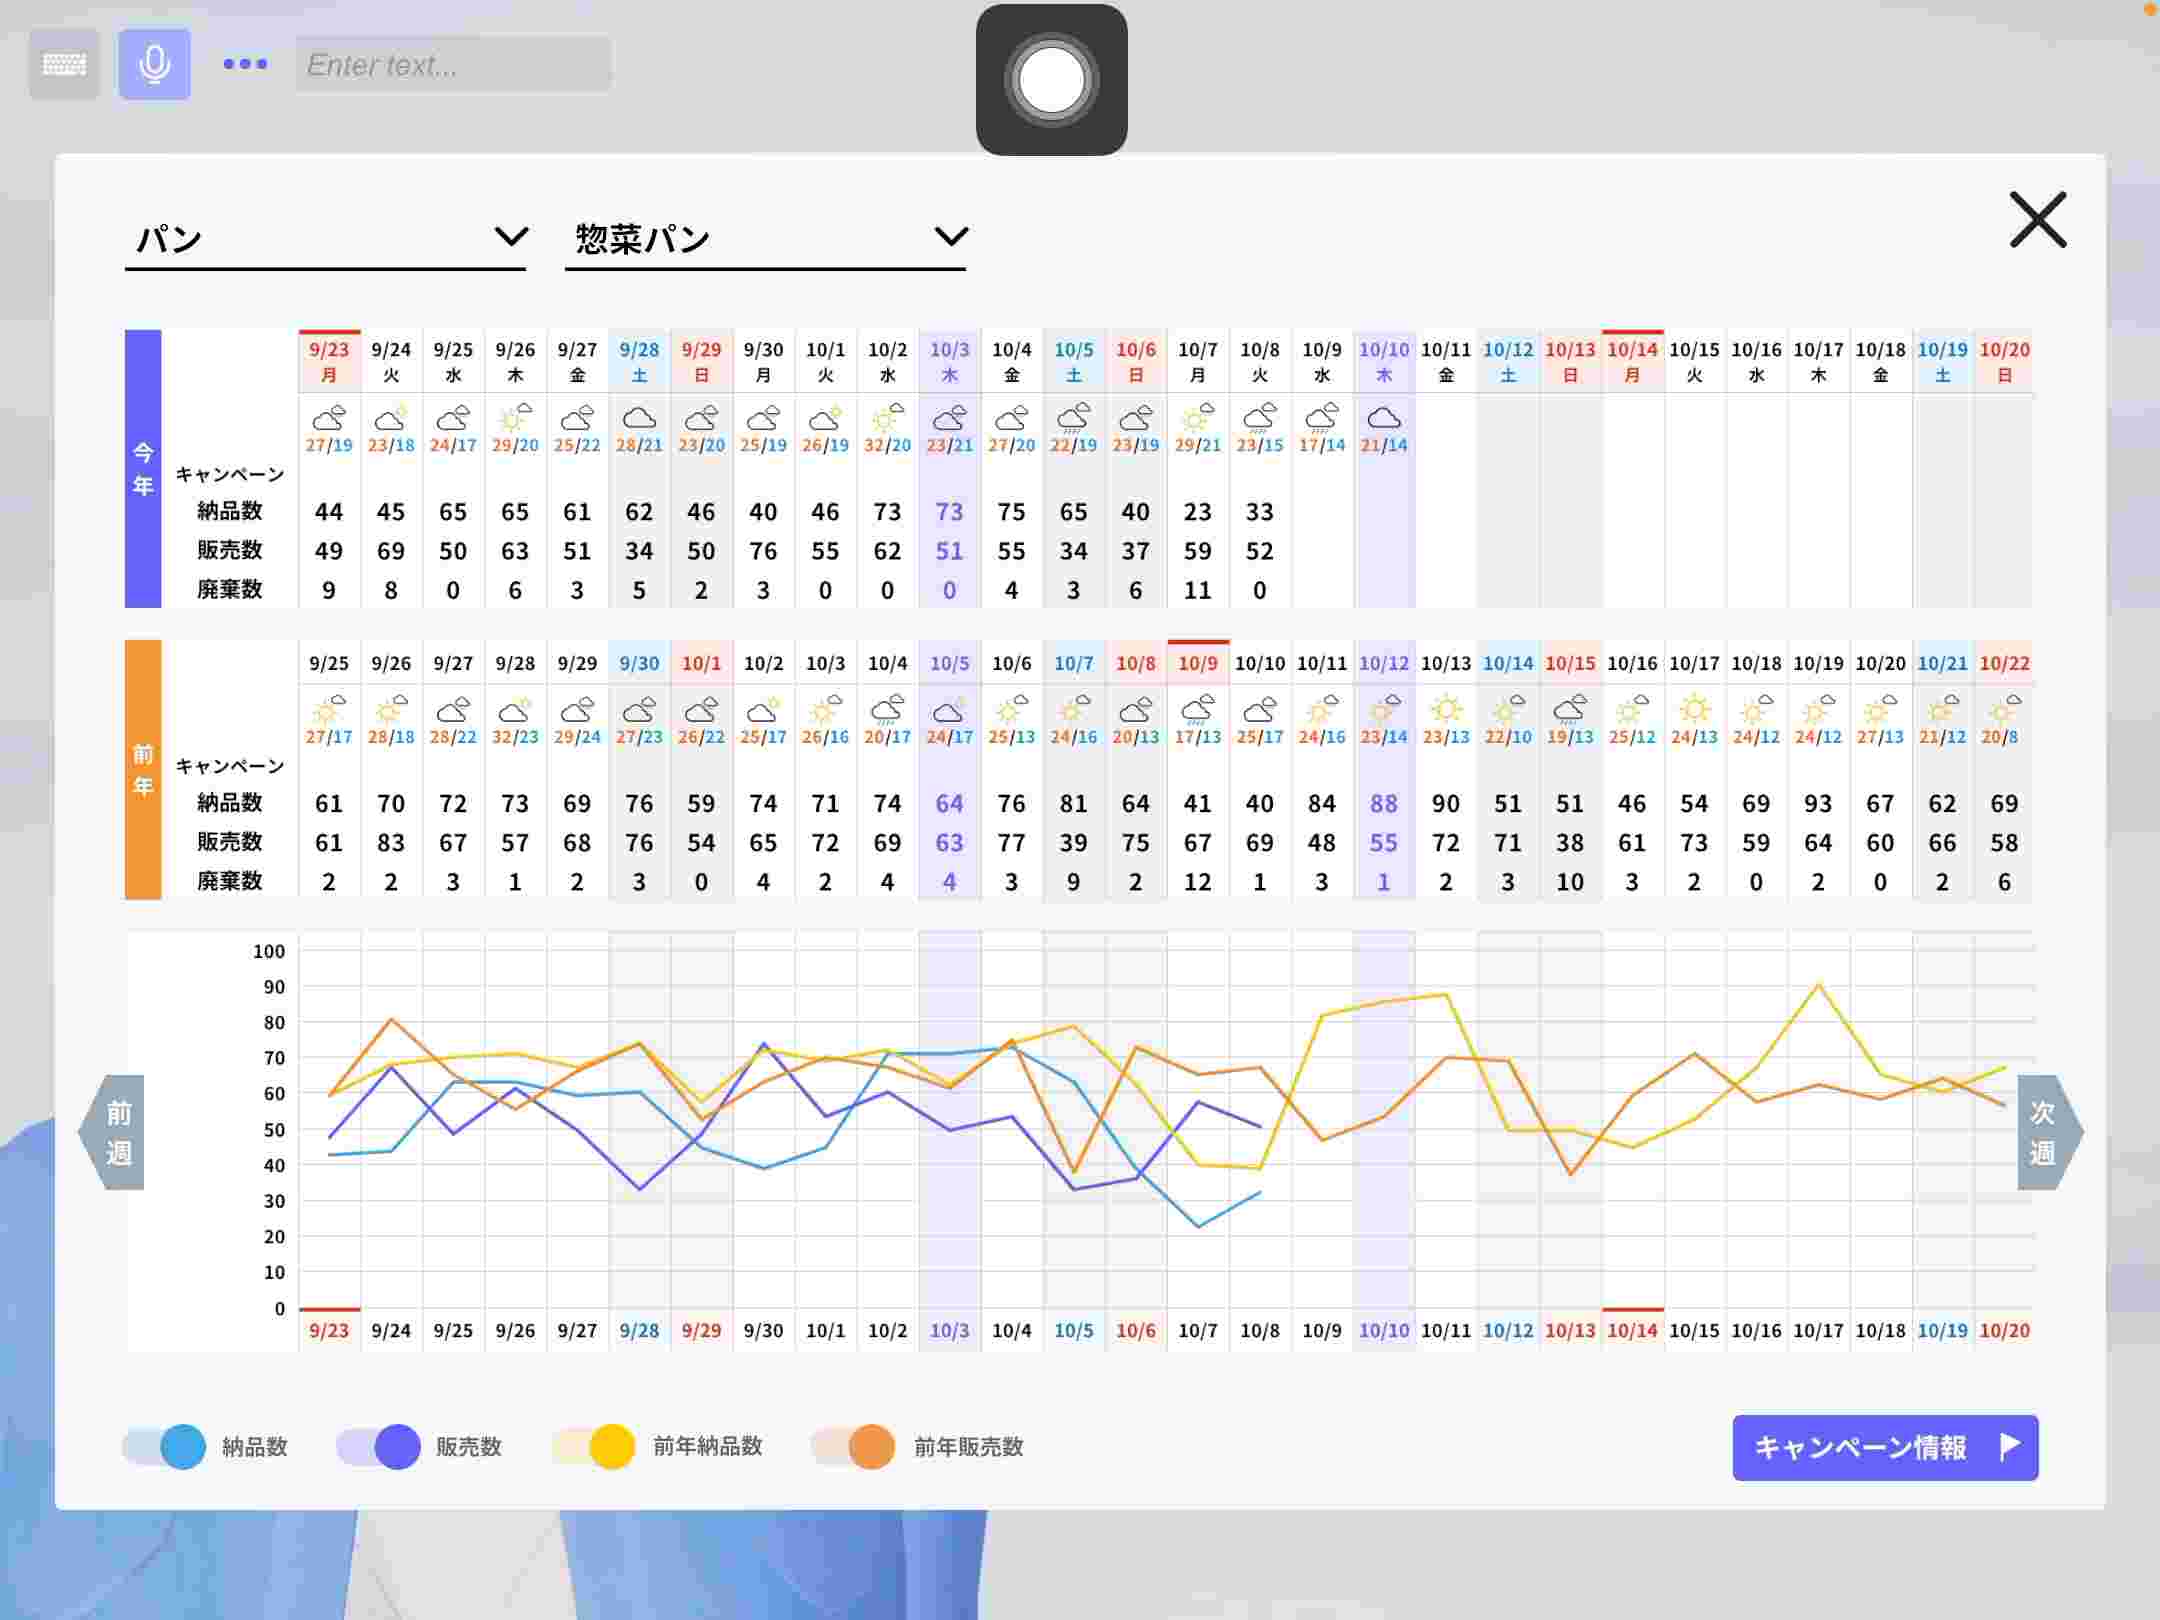 Enter text...
パン 惣菜パン
今年
9/23 9/24 9/25 9/26 9/27 9/28 9/29 9/30 10/1 10/2 10/3 10/4 10/5 10/6 10/7 10/8 10/9 10/10 10/11 10/12 10/13 10/14 10/15 10/16 10/17 10/18 10/19 10/20
月 火 水 木 金 土 日 月 火 水 木 金 土 日 月 火 水 木 金 土 日 月 火 水 木 金 土 日
27/19 23/18 24/17 29/20 25/22 28/21 23/20 25/19 26/19 32/20 23/21 27/20 22/19 23/19 29/21 23/15 17/14 21/14
キャンペーン
納品数 44 45 65 65 61 62 46 40 46 73 73 75 65 40 23 33
販売数 49 69 50 63 51 34 50 76 55 62 51 55 34 37 59 52
廃棄数 9 8 0 6 3 5 2 3 0 0 0 4 3 6 11 0
前年
9/25 9/26 9/27 9/28 9/29 9/30 10/1 10/2 10/3 10/4 10/5 10/6 10/7 10/8 10/9 10/10 10/11 10/12 10/13 10/14 10/15 10/16 10/17 10/18 10/19 10/20 10/21 10/22
27/17 28/18 28/22 32/23 29/24 27/23 26/22 25/17 26/16 20/17 24/17 25/13 24/16 20/13 17/13 25/17 24/16 23/14 23/13 22/10 19/13 25/12 24/13 24/12 24/12 27/13 21/12 20/8
キャンペーン
納品数 61 70 72 73 69 76 59 74 71 74 64 76 81 64 41 40 84 88 90 51 51 46 54 69 93 67 62 69
販売数 61 83 67 57 68 76 54 65 72 69 63 77 39 75 67 69 48 55 72 71 38 61 73 59 64 60 66 58
廃棄数 2 2 3 1 2 3 0 4 2 4 4 3 9 2 12 1 3 1 2 3 10 3 2 0 2 0 2 6
100
90
80
70
60
50
40
30
20
10
0
前週
次週
9/23 9/24 9/25 9/26 9/27 9/28 9/29 9/30 10/1 10/2 10/3 10/4 10/5 10/6 10/7 10/8 10/9 10/10 10/11 10/12 10/13 10/14 10/15 10/16 10/17 10/18 10/19 10/20
納品数 販売数 前年納品数 前年販売数 キャンペーン情報